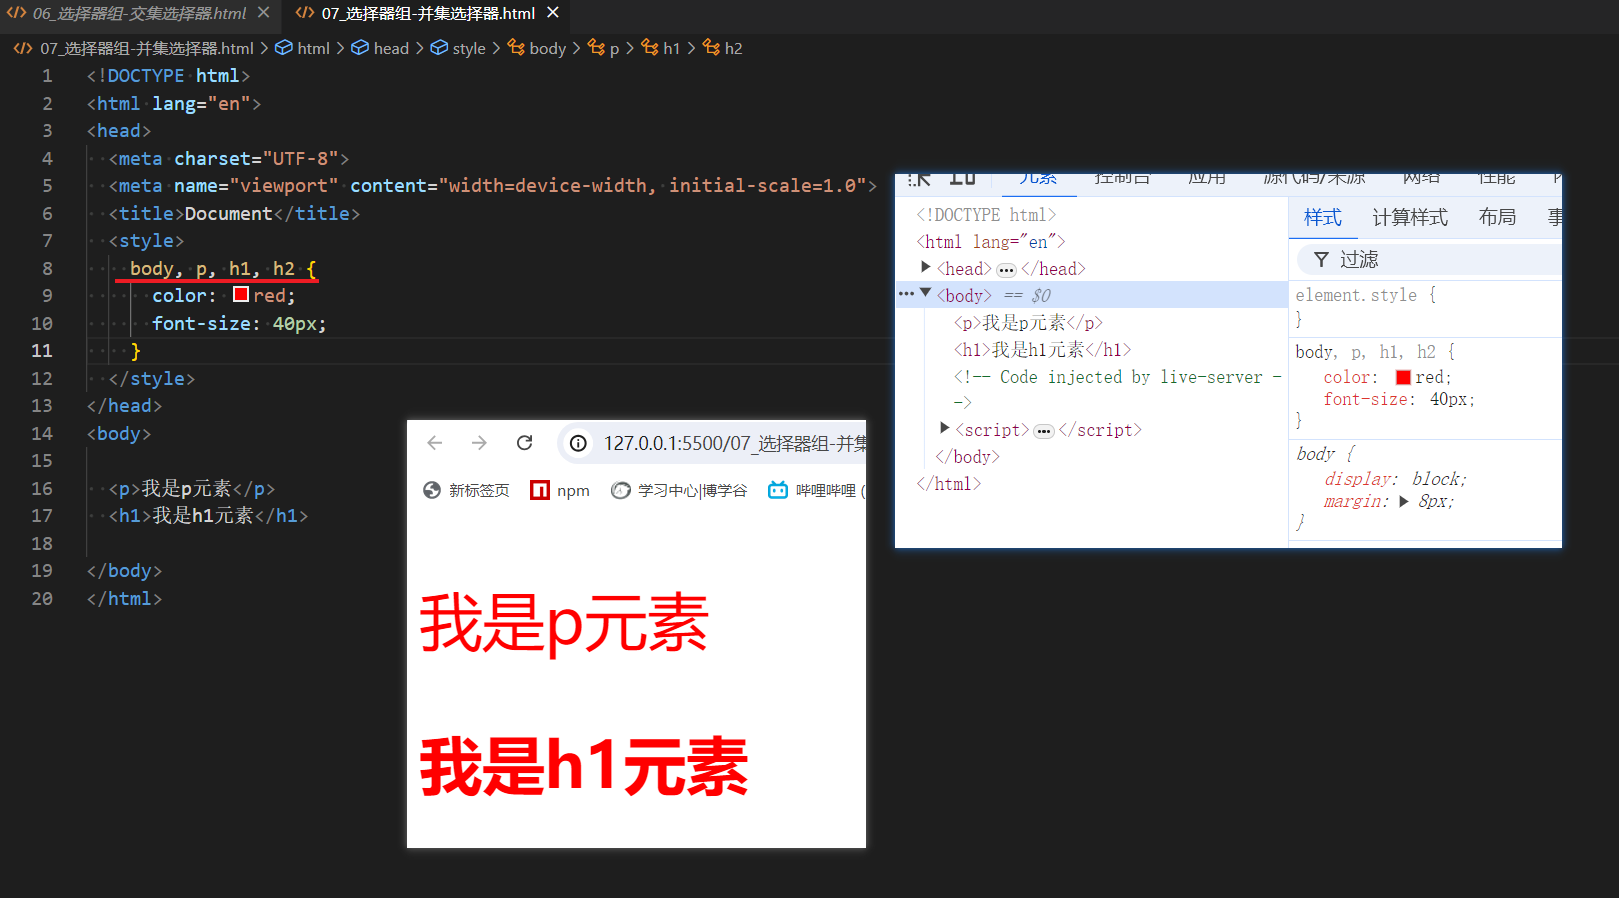 06_选择器组-交集选择器.html
07_选择器组-并集选择器.html
07_选择器组-并集选择器.html > html > head > style > body > p > h1 > h2
1 <!DOCTYPE html>
2 <html lang="en">
3 <head>
4 <meta charset="UTF-8">
5 <meta name="viewport" content="width=device-width, initial-scale=1.0">
6 <title>Document</title>
7 <style>
8 body, p, h1, h2 {
9 color: red;
10 font-size: 40px;
11 }
12 </style>
13 </head>
14 <body>
15
16 <p>我是p元素</p>
17 <h1>我是h1元素</h1>
18
19 </body>
20 </html>
元素 控制台 应用 源代码/来源 网络 性能
<!DOCTYPE html>
<html lang="en">
<head> ••• </head>
••• <body> == $0
<p>我是p元素</p>
<h1>我是h1元素</h1>
<!-- Code injected by live-server -
->
<script> ••• </script>
</body>
</html>
样式 计算样式 布局 事
过滤
element.style {
}
body, p, h1, h2 {
color: red;
font-size: 40px;
}
body {
display: block;
margin: 8px;
}
127.0.0.1:5500/07_选择器组-并集
新标签页 npm 学习中心|博学谷 哔哩哔哩 (
我是p元素
我是h1元素